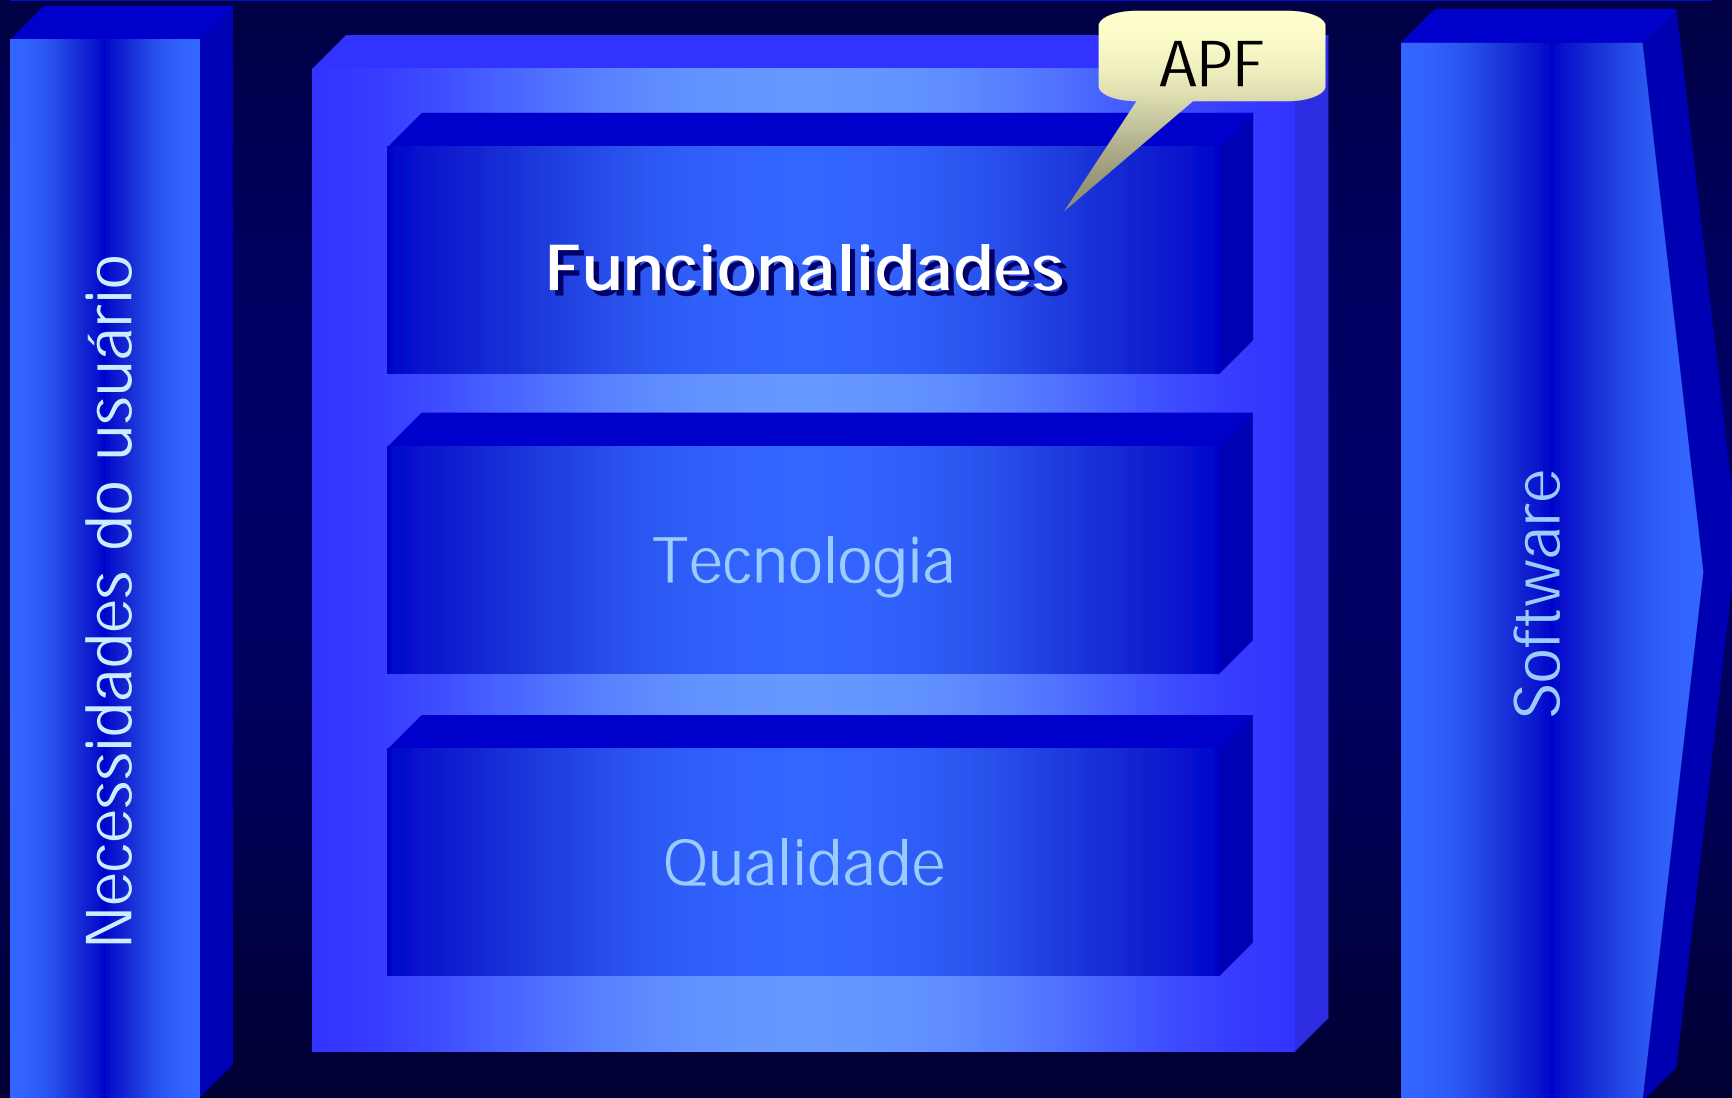 Necessidades do usuário
APF
Funcionalidades
Tecnologia
Qualidade
Software